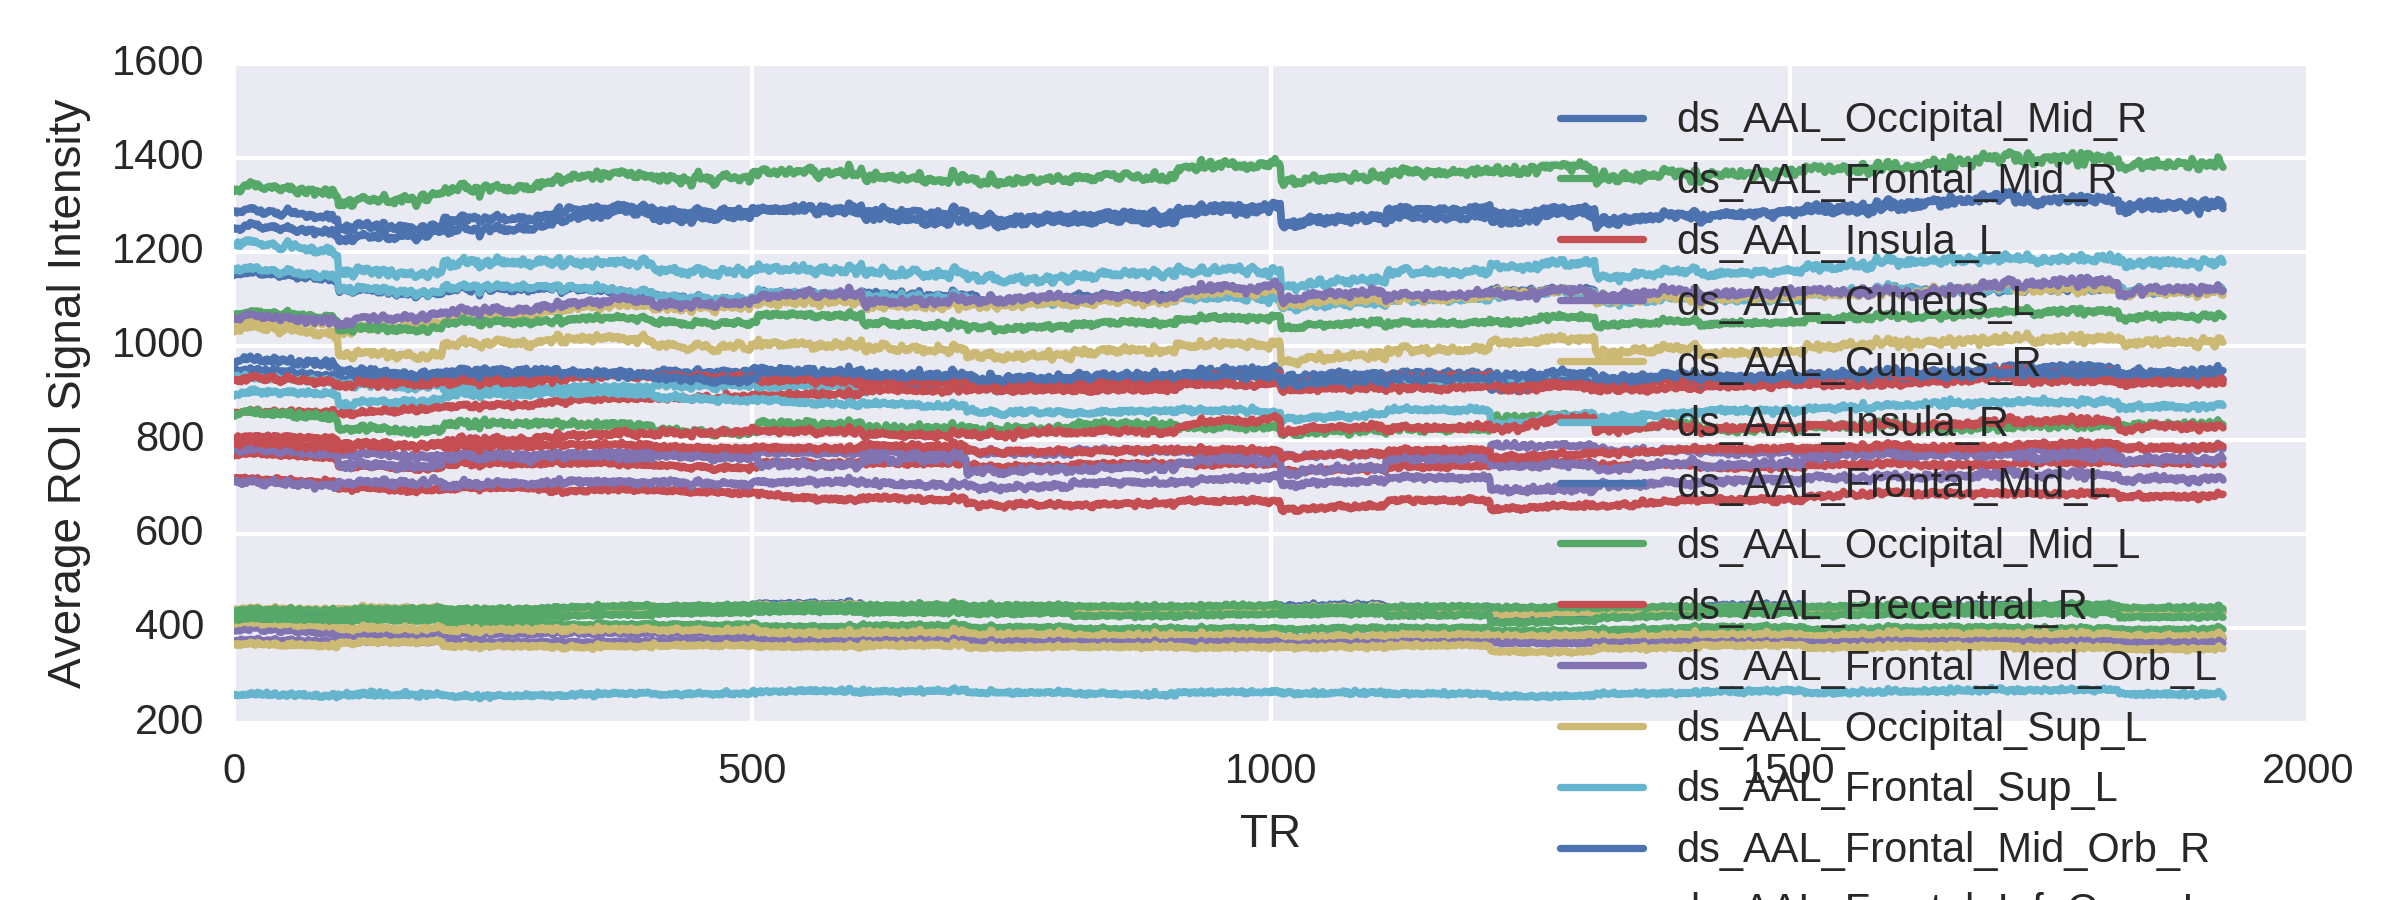 1600
1400
1200
1000
800
600
400
200
Average ROI Signal Intensity
0
500
1000
1500
2000
TR
ds_AAL_Occipital_Mid_R
ds_AAL_Frontal_Mid_R
ds_AAL_Insula_L
ds_AAL_Cuneus_L
ds_AAL_Cuneus_R
ds_AAL_Insula_R
ds_AAL_Frontal_Mid_L
ds_AAL_Occipital_Mid_L
ds_AAL_Precentral_R
ds_AAL_Frontal_Med_Orb_L
ds_AAL_Occipital_Sup_L
ds_AAL_Frontal_Sup_L
ds_AAL_Frontal_Mid_Orb_R